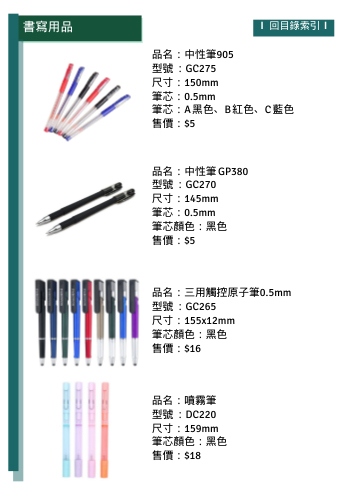 書寫用品
I 回目錄索引 I
品名：中性筆905
型號：GC275
尺寸：150mm
筆芯：0.5mm
筆芯：A黑色、B紅色、C藍色
售價：$5
品名：中性筆GP380
型號：GC270
尺寸：145mm
筆芯：0.5mm
筆芯顏色：黑色
售價：$5
品名：三用觸控原子筆0.5mm
型號：GC265
尺寸：155x12mm
筆芯顏色：黑色
售價：$16
品名：噴霧筆
型號：DC220
尺寸：159mm
筆芯顏色：黑色
售價：$18